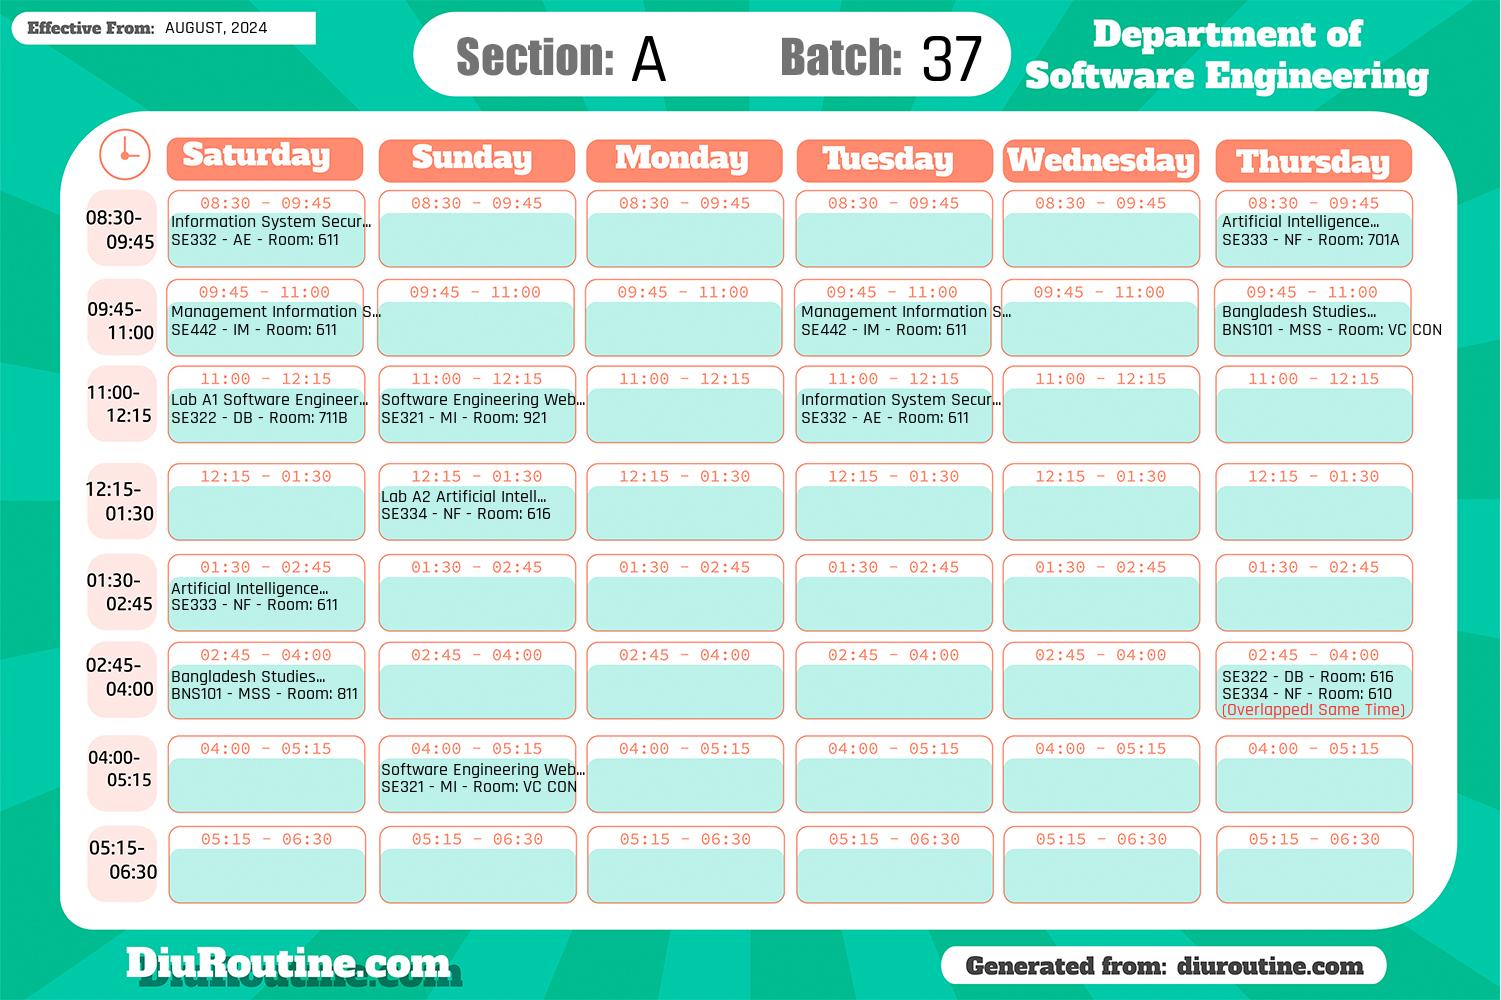 Effective From: AUGUST, 2024
Section: A Batch: 37
Department of
Software Engineering
Saturday Sunday Monday Tuesday Wednesday Thursday
08:30-
09:45
08:30 - 09:45 08:30 - 09:45 08:30 - 09:45 08:30 - 09:45 08:30 - 09:45 08:30 - 09:45
Information System Secur... Artificial Intelligence...
SE332 - AE - Room: 611 SE333 - NF - Room: 701A
09:45-
11:00
09:45 - 11:00 09:45 - 11:00 09:45 - 11:00 09:45 - 11:00 09:45 - 11:00 09:45 - 11:00
Management Information S... Management Information S... Bangladesh Studies...
SE442 - IM - Room: 611 SE442 - IM - Room: 611 BNS101 - MSS - Room: VC CON
11:00-
12:15
11:00 - 12:15 11:00 - 12:15 11:00 - 12:15 11:00 - 12:15 11:00 - 12:15 11:00 - 12:15
Lab A1 Software Engineer... Software Engineering Web... Information System Secur...
SE322 - DB - Room: 711B SE321 - MI - Room: 921 SE332 - AE - Room: 611
12:15-
01:30
12:15 - 01:30 12:15 - 01:30 12:15 - 01:30 12:15 - 01:30 12:15 - 01:30 12:15 - 01:30
Lab A2 Artificial Intell...
SE334 - NF - Room: 616
01:30-
02:45
01:30 - 02:45 01:30 - 02:45 01:30 - 02:45 01:30 - 02:45 01:30 - 02:45 01:30 - 02:45
Artificial Intelligence...
SE333 - NF - Room: 611
02:45-
04:00
02:45 - 04:00 02:45 - 04:00 02:45 - 04:00 02:45 - 04:00 02:45 - 04:00 02:45 - 04:00
Bangladesh Studies... SE322 - DB - Room: 616
BNS101 - MSS - Room: 811 SE334 - NF - Room: 610
(Overlapped! Same Time)
04:00-
05:15
04:00 - 05:15 04:00 - 05:15 04:00 - 05:15 04:00 - 05:15 04:00 - 05:15 04:00 - 05:15
Software Engineering Web...
SE321 - MI - Room: VC CON
05:15-
06:30
05:15 - 06:30 05:15 - 06:30 05:15 - 06:30 05:15 - 06:30 05:15 - 06:30 05:15 - 06:30
DiuRoutine.com
Generated from: diuroutine.com